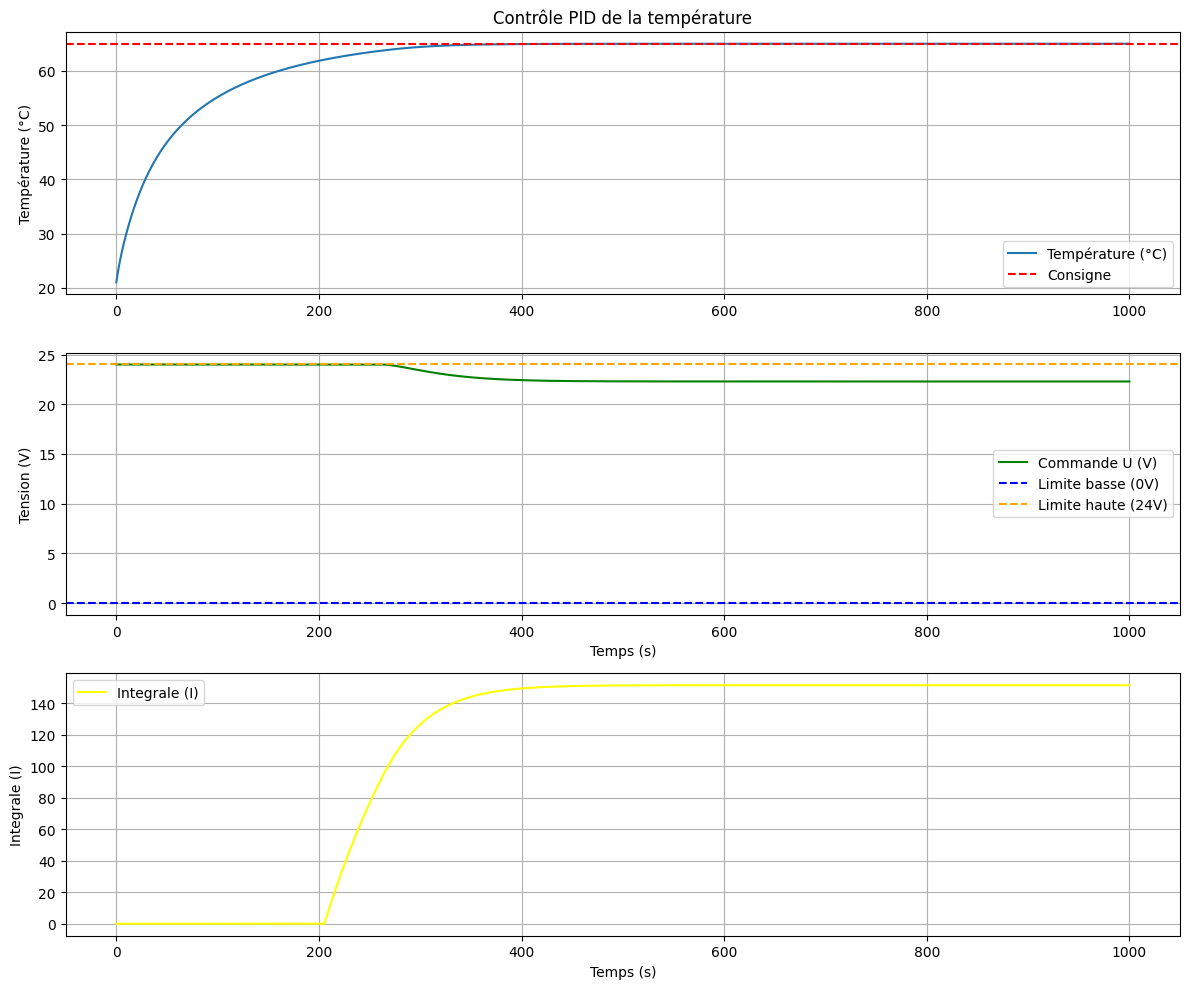 Contrôle PID de la température
Température (°C)
60
50
40
30
20
Température (°C)
Consigne
0 200 400 600 800 1000
Tension (V)
25
20
15
10
5
0
Commande U (V)
Limite basse (0V)
Limite haute (24V)
0 200 400 600 800 1000
Temps (s)
Integrale (I)
Integrale (I)
140
120
100
80
60
40
20
0
0 200 400 600 800 1000
Temps (s)